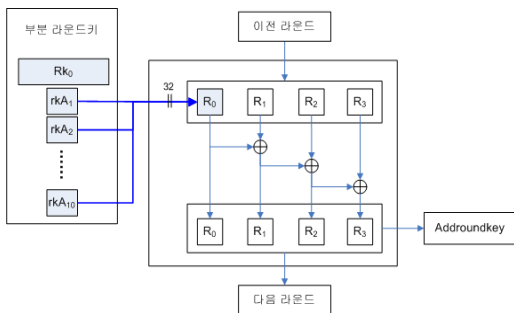 부분 라운드키
이전 라운드
Rk0
32
rkA1
R0 R1 R2 R3
rkA2
rkA10
R0 R1 R2 R3
Addroundkey
다음 라운드